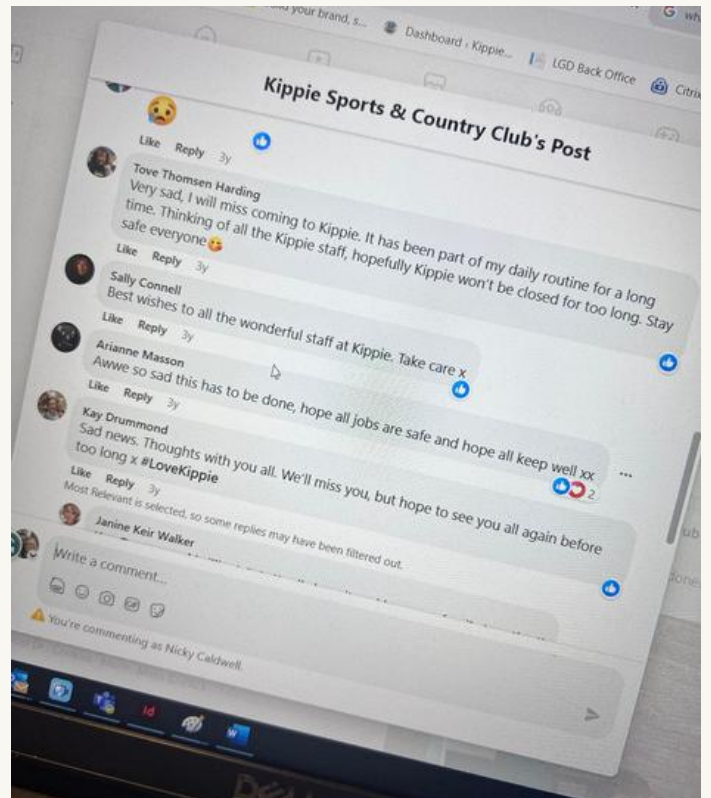 your brand, s...
Dashboard ‹ Kippie...
LGD Back Office
Citrix
G
Kippie Sports & Country Club's Post
Like Reply 3y
Tove Thomsen Harding
Very sad, I will miss coming to Kippie. It has been part of my daily routine for a long
time. Thinking of all the Kippie staff, hopefully Kippie won't be closed for too long. Stay
safe everyone😋
Like Reply 3y
Sally Connell
Best wishes to all the wonderful staff at Kippie. Take care x
Like Reply 3y
Arianne Masson
Awwe so sad this has to be done, hope all jobs are safe and hope all keep well xx
2
Like Reply 3y
Kay Drummond
Sad news. Thoughts with you all. We'll miss you, but hope to see you all again before
too long x #LoveKippie
Like Reply 3y
Most Relevant is selected, so some replies may have been filtered out.
Janine Keir Walker
Write a comment...
GIF
You're commenting as Nicky Caldwell.
Id
W
DELL